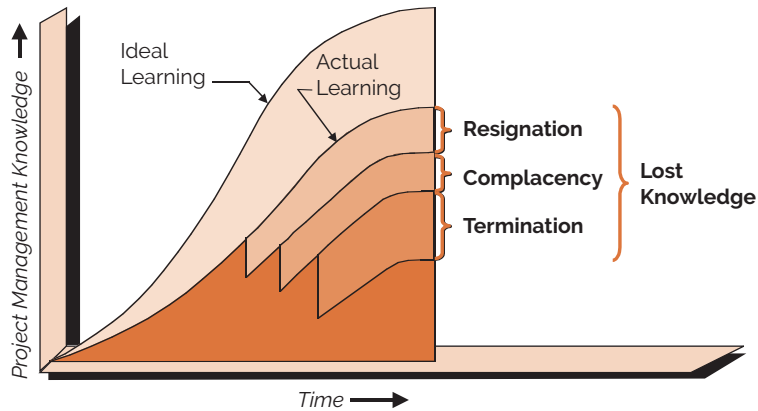 Project Management Knowledge
Ideal
Learning
Actual
Learning
Resignation
Complacency
Termination
Lost
Knowledge
Time